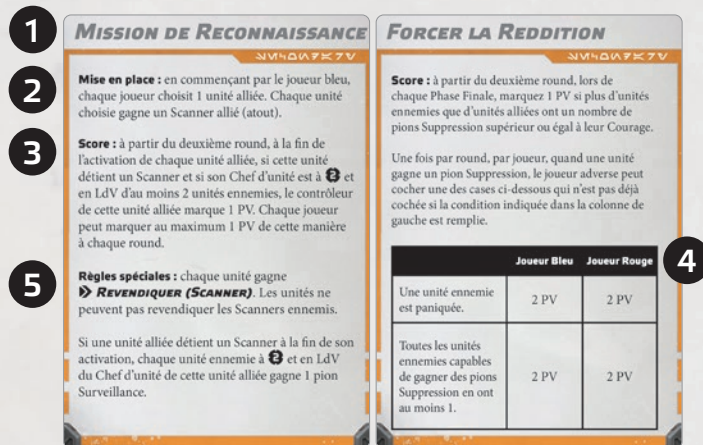 1
MISSION DE RECONNAISSANCE
2
Mise en place : en commençant par le joueur bleu,
chaque joueur choisit 1 unité alliée. Chaque unité
choisie gagne un Scanner allié (atout).
3
Score : à partir du deuxième round, à la fin de
l'activation de chaque unité alliée, si cette unité
détient un Scanner et si son Chef d'unité est à 2 et
en LdV d'au moins 2 unités ennemies, le contrôleur
de cette unité alliée marque 1 PV. Chaque joueur
peut marquer au maximum 1 PV de cette manière
à chaque round.
5
Règles spéciales : chaque unité gagne
REVENDIQUER (SCANNER). Les unités ne
peuvent pas revendiquer les Scanners ennemis.
Si une unité alliée détient un Scanner à la fin de son
activation, chaque unité ennemie à 2 et en LdV
du Chef d'unité de cette unité alliée gagne 1 pion
Surveillance.
FORCER LA REDDITION
Score : à partir du deuxième round, lors de
chaque Phase Finale, marquez 1 PV si plus d'unités
ennemies que d'unités alliées ont un nombre de
pions Suppression supérieur ou égal à leur Courage.
Une fois par round, par joueur, quand une unité
gagne un pion Suppression, le joueur adverse peut
cocher une des cases ci-dessous qui n'est pas déjà
cochée si la condition indiquée dans la colonne de
gauche est remplie.
Joueur Bleu Joueur Rouge
4
Une unité ennemie
est paniquée.
2 PV 2 PV
Toutes les unités
ennemies capables
de gagner des pions
Suppression en ont
au moins 1.
2 PV 2 PV